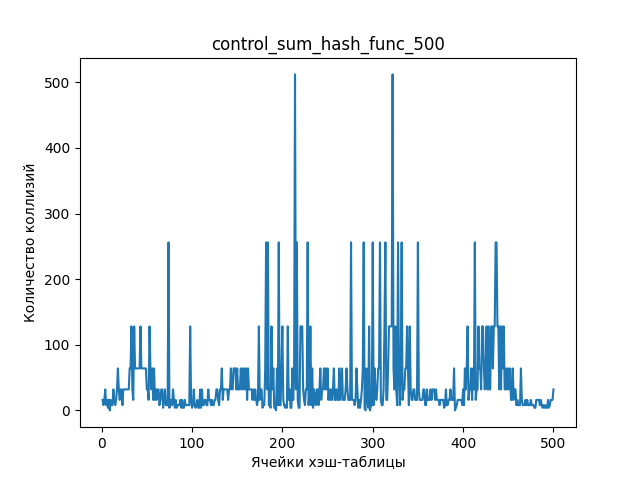 control_sum_hash_func_500
Количество коллизий
500
400
300
200
100
0
0 100 200 300 400 500
Ячейки хэш-таблицы